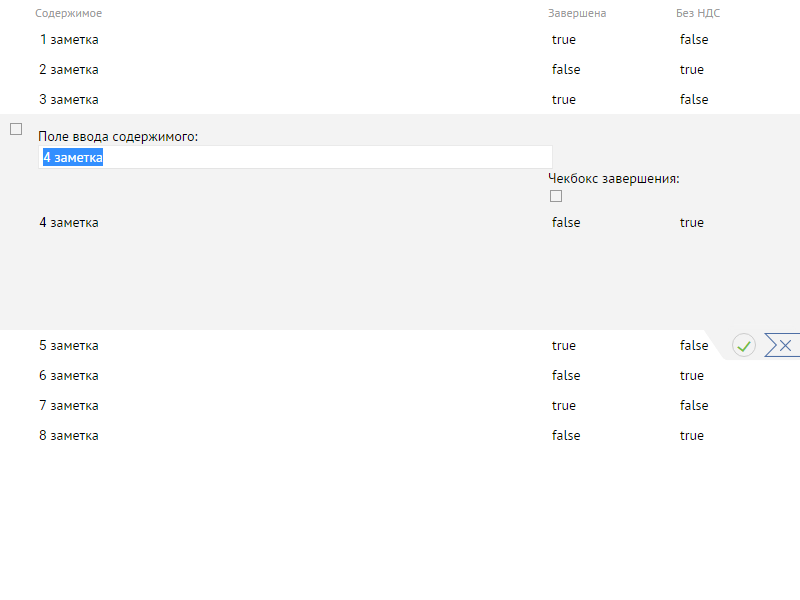 Содержимое Завершена Без НДС
1 заметка true false
2 заметка false true
3 заметка true false
Поле ввода содержимого:
4 заметка
Чекбокс завершения:
4 заметка false true
5 заметка true false
6 заметка false true
7 заметка true false
8 заметка false true